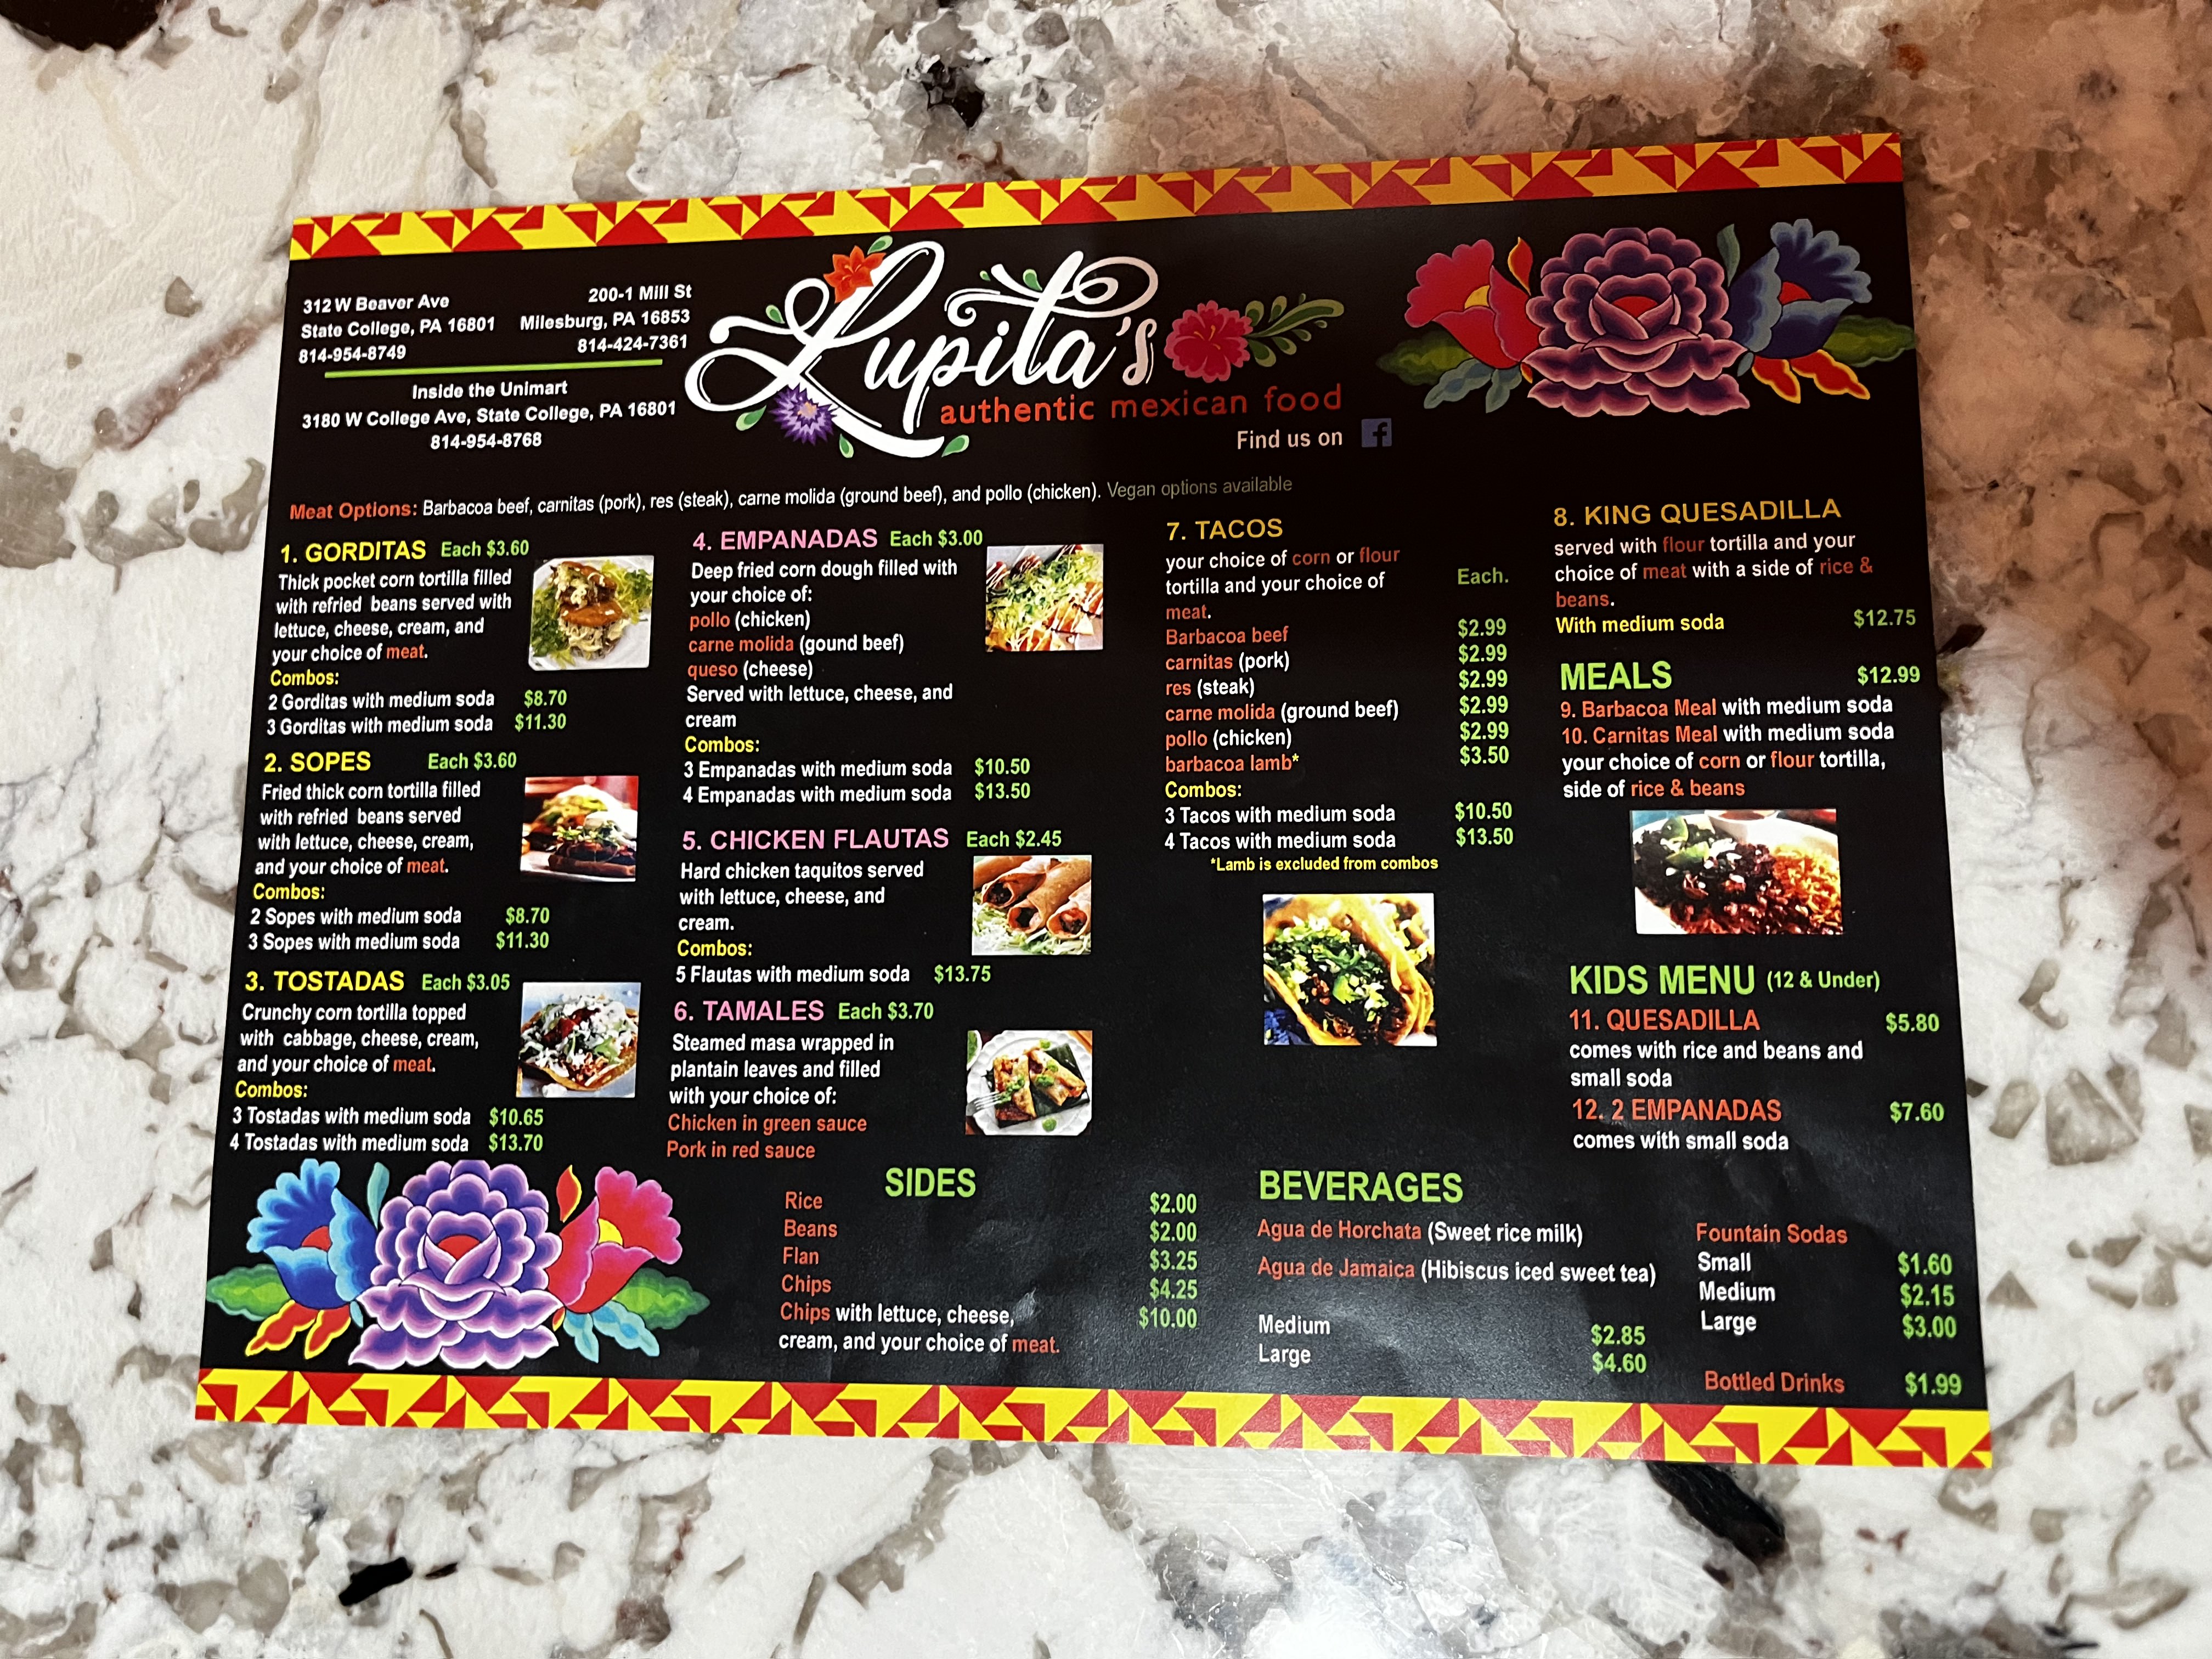 312 W Beaver Ave
State College, PA 16801
814-954-8749
200-1 Mill St
Milesburg, PA 16853
814-424-7361
Inside the Unimart
3180 W College Ave, State College, PA 16801
814-954-8768
Lupita's
authentic mexican food
Find us on f
Meat Options: Barbacoa beef, carnitas (pork), res (steak), carne molida (ground beef), and pollo (chicken). Vegan options available
1. GORDITAS Each $3.60
Thick pocket corn tortilla filled
with refried beans served with
lettuce, cheese, cream, and
your choice of meat.
Combos:
2 Gorditas with medium soda $8.70
3 Gorditas with medium soda $11.30
2. SOPES Each $3.60
Fried thick corn tortilla filled
with refried beans served
with lettuce, cheese, cream,
and your choice of meat.
Combos:
2 Sopes with medium soda $8.70
3 Sopes with medium soda $11.30
3. TOSTADAS Each $3.05
Crunchy corn tortilla topped
with cabbage, cheese, cream,
and your choice of meat.
Combos:
3 Tostadas with medium soda $10.65
4 Tostadas with medium soda $13.70
4. EMPANADAS Each $3.00
Deep fried corn dough filled with
your choice of:
pollo (chicken)
carne molida (gound beef)
queso (cheese)
Served with lettuce, cheese, and
cream
Combos:
3 Empanadas with medium soda $10.50
4 Empanadas with medium soda $13.50
5. CHICKEN FLAUTAS Each $2.45
Hard chicken taquitos served
with lettuce, cheese, and
cream.
Combos:
5 Flautas with medium soda $13.75
6. TAMALES Each $3.70
Steamed masa wrapped in
plantain leaves and filled
with your choice of:
Chicken in green sauce
Pork in red sauce
7. TACOS
your choice of corn or flour
tortilla and your choice of Each.
meat.
Barbacoa beef $2.99
carnitas (pork) $2.99
res (steak) $2.99
carne molida (ground beef) $2.99
pollo (chicken) $2.99
barbacoa lamb* $3.50
Combos:
3 Tacos with medium soda $10.50
4 Tacos with medium soda $13.50
*Lamb is excluded from combos
8. KING QUESADILLA
served with flour tortilla and your
choice of meat with a side of rice &
beans.
With medium soda $12.75
MEALS $12.99
9. Barbacoa Meal with medium soda
10. Carnitas Meal with medium soda
your choice of corn or flour tortilla,
side of rice & beans
KIDS MENU (12 & Under)
11. QUESADILLA $5.80
comes with rice and beans and
small soda
12. 2 EMPANADAS $7.60
comes with small soda
SIDES
Rice $2.00
Beans $2.00
Flan $3.25
Chips $4.25
Chips with lettuce, cheese, $10.00
cream, and your choice of meat.
BEVERAGES
Agua de Horchata (Sweet rice milk)
Agua de Jamaica (Hibiscus iced sweet tea)
Medium $2.85
Large $4.60
Fountain Sodas
Small $1.60
Medium $2.15
Large $3.00
Bottled Drinks $1.99